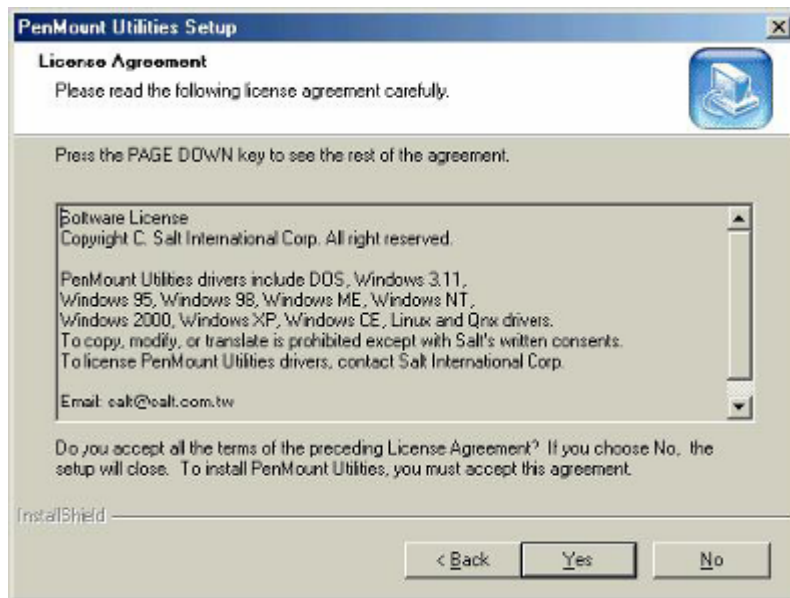 PenMount Utilities Setup
License Agreement
Please read the following license agreement carefully.
Press the PAGE DOWN key to see the rest of the agreement.
Software License
Copyright C. Salt International Corp. All right reserved.
PenMount Utilities drivers include DOS, Windows 3.11,
Windows 95, Windows 98, Windows ME, Windows NT,
Windows 2000, Windows XP, Windows CE, Linux and Qnx drivers.
To copy, modify, or translate is prohibited except with Salt's written consents.
To license PenMount Utilities drivers, contact Salt International Corp.
Email: salt@salt.com.tw
Do you accept all the terms of the preceding License Agreement? If you choose No, the
setup will close. To install PenMount Utilities, you must accept this agreement.
InstallShield
< Back
Yes
No